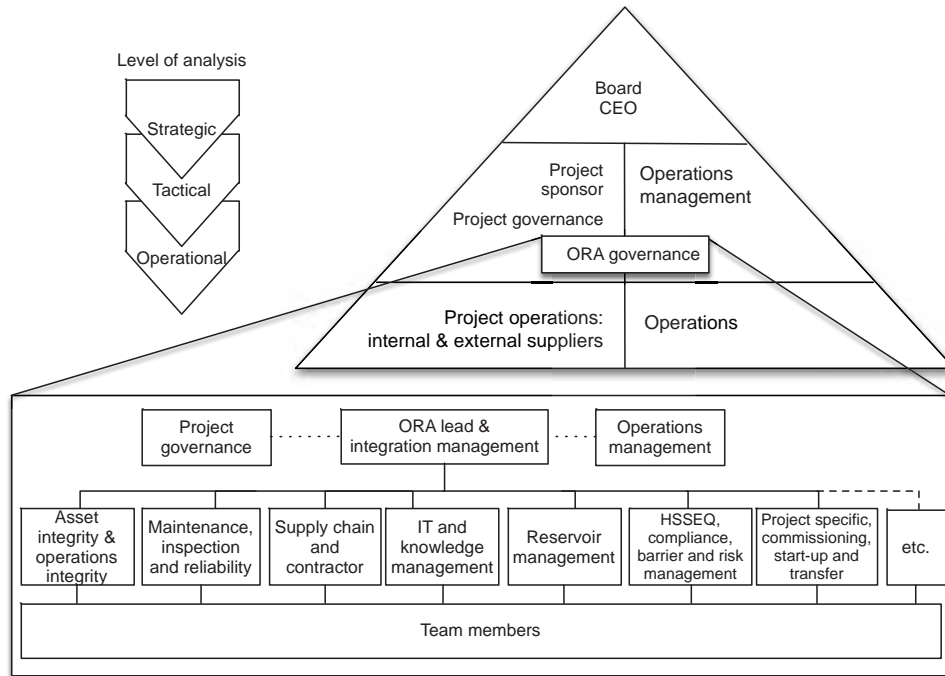 Level of analysis
Strategic
Tactical
Operational
Board
CEO
Project
sponsor
Project governance
Operations
management
ORA governance
Project operations:
internal & external suppliers
Operations
Project
governance
ORA lead &
integration management
Operations
management
Asset
integrity &
operations
integrity
Maintenance,
inspection
and reliability
Supply chain
and
contractor
IT and
knowledge
management
Reservoir
management
HSSEQ,
compliance,
barrier and risk
management
Project specific,
commissioning,
start-up and
transfer
etc.
Team members